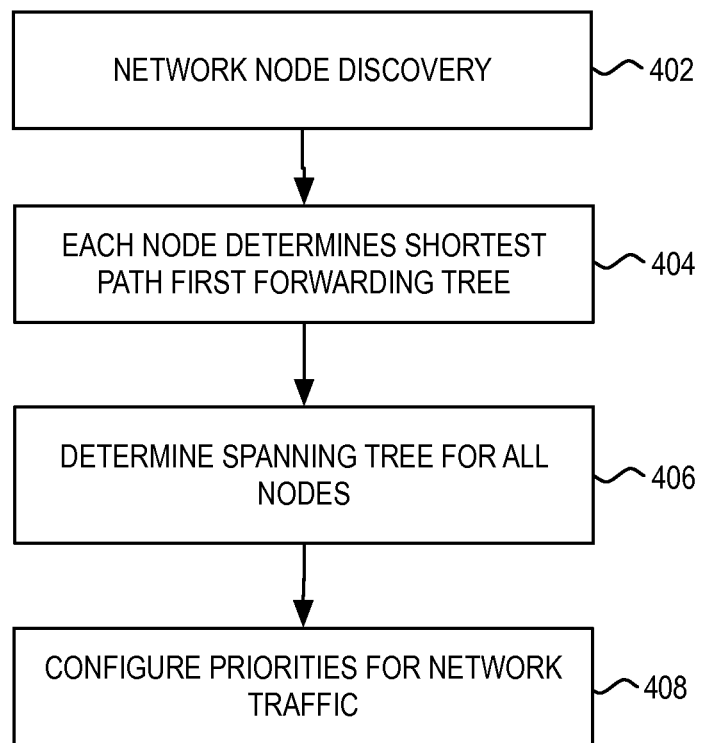 NETWORK NODE DISCOVERY
402
EACH NODE DETERMINES SHORTEST
PATH FIRST FORWARDING TREE
404
DETERMINE SPANNING TREE FOR ALL
NODES
406
CONFIGURE PRIORITIES FOR NETWORK
TRAFFIC
408